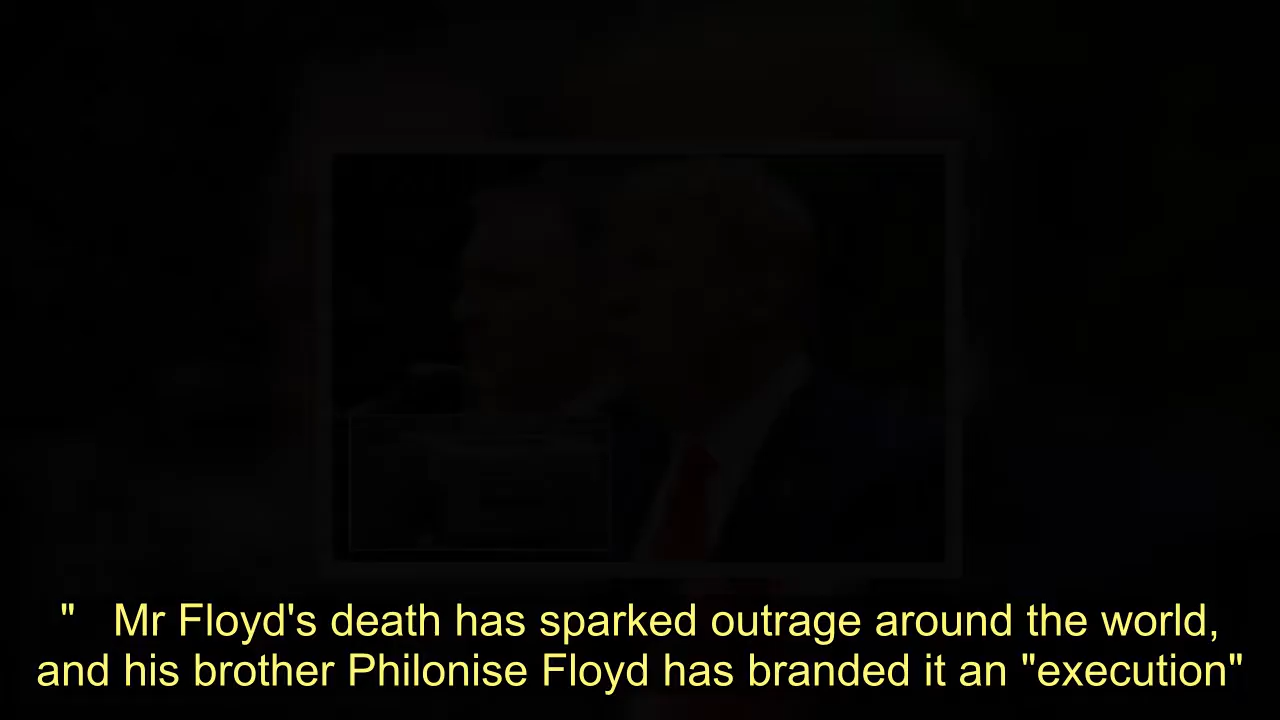 "   Mr Floyd's death has sparked outrage around the world,
and his brother Philonise Floyd has branded it an "execution"